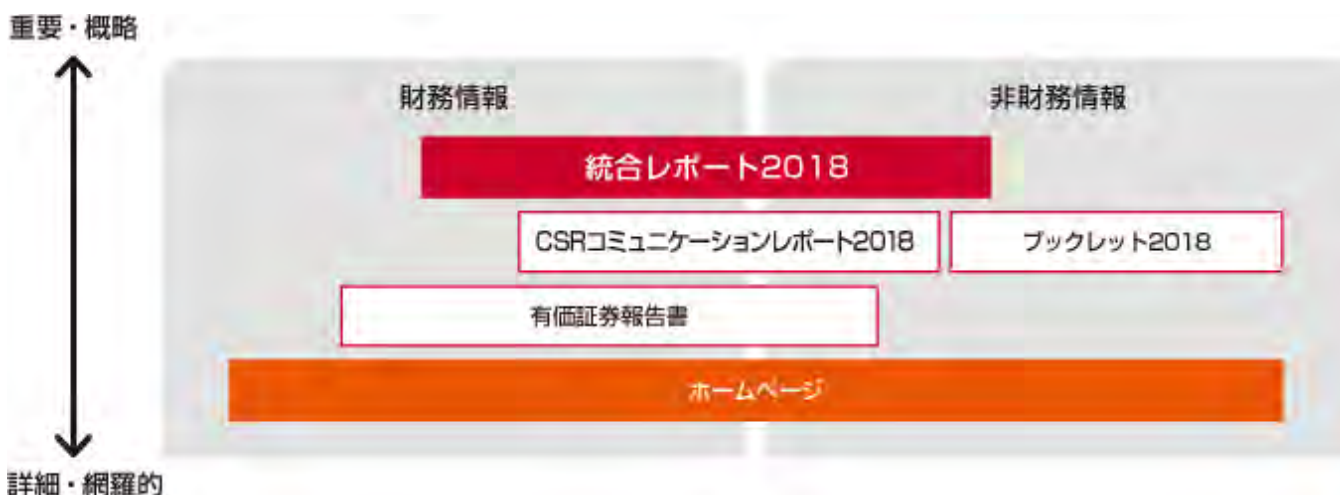 重要・概略
財務情報
非財務情報
統合レポート2018
CSRコミュニケーションレポート2018
ブックレット2018
有価証券報告書
ホームページ
詳細・網羅的